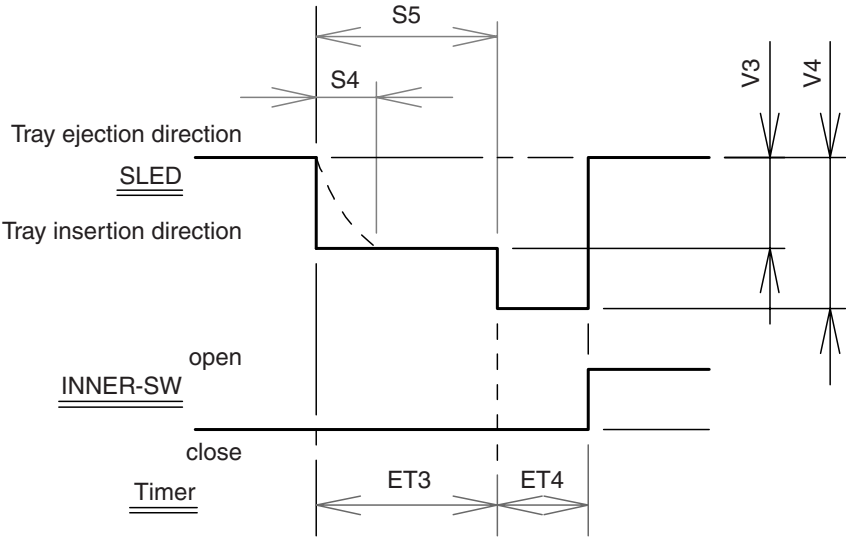 S5
S4
V3
V4
Tray ejection direction
SLED
Tray insertion direction
open
INNER-SW
close
ET3
ET4
Timer